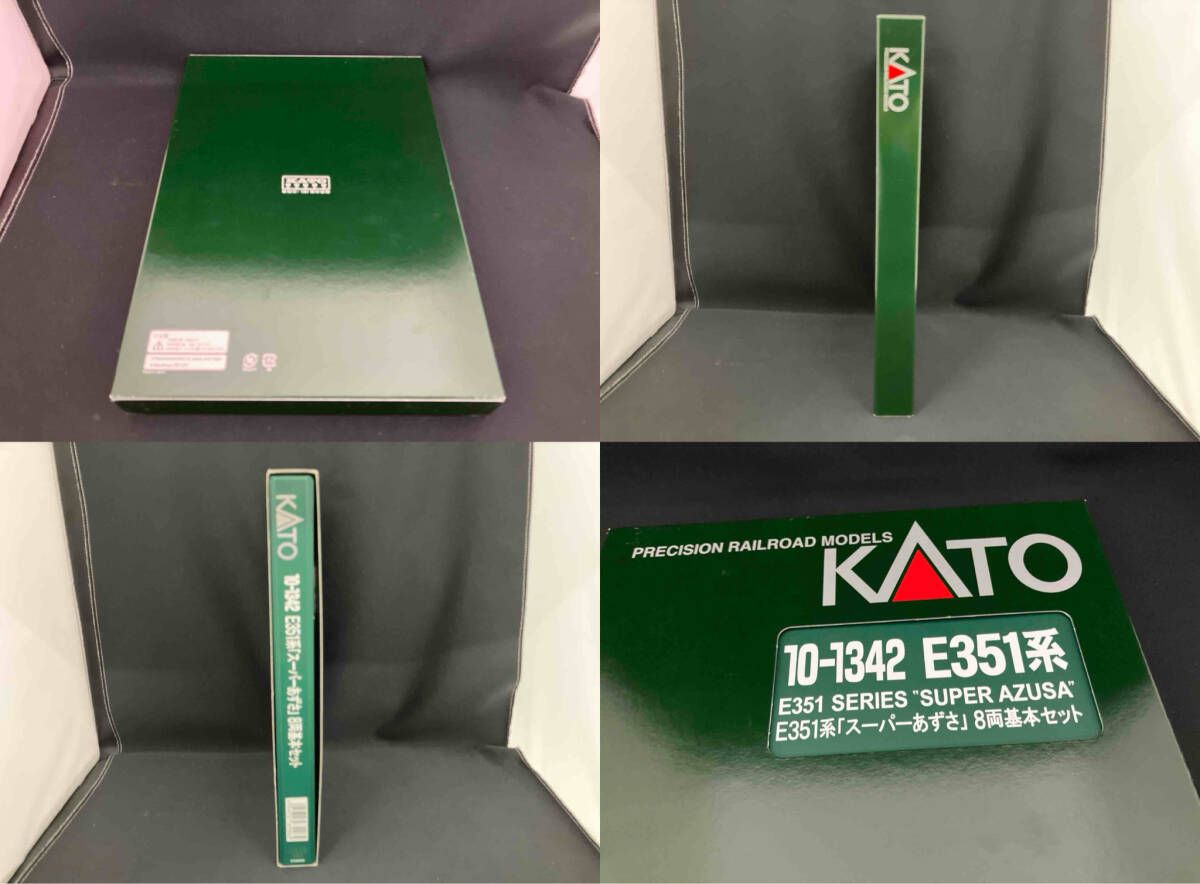 KATO
KATO
KATO
10-1342 E351系「スーパーあずさ」8両基本セット
PRECISION RAILROAD MODELS
KATO
10-1342 E351系
E351 SERIES "SUPER AZUSA"
E351系「スーパーあずさ」8両基本セット